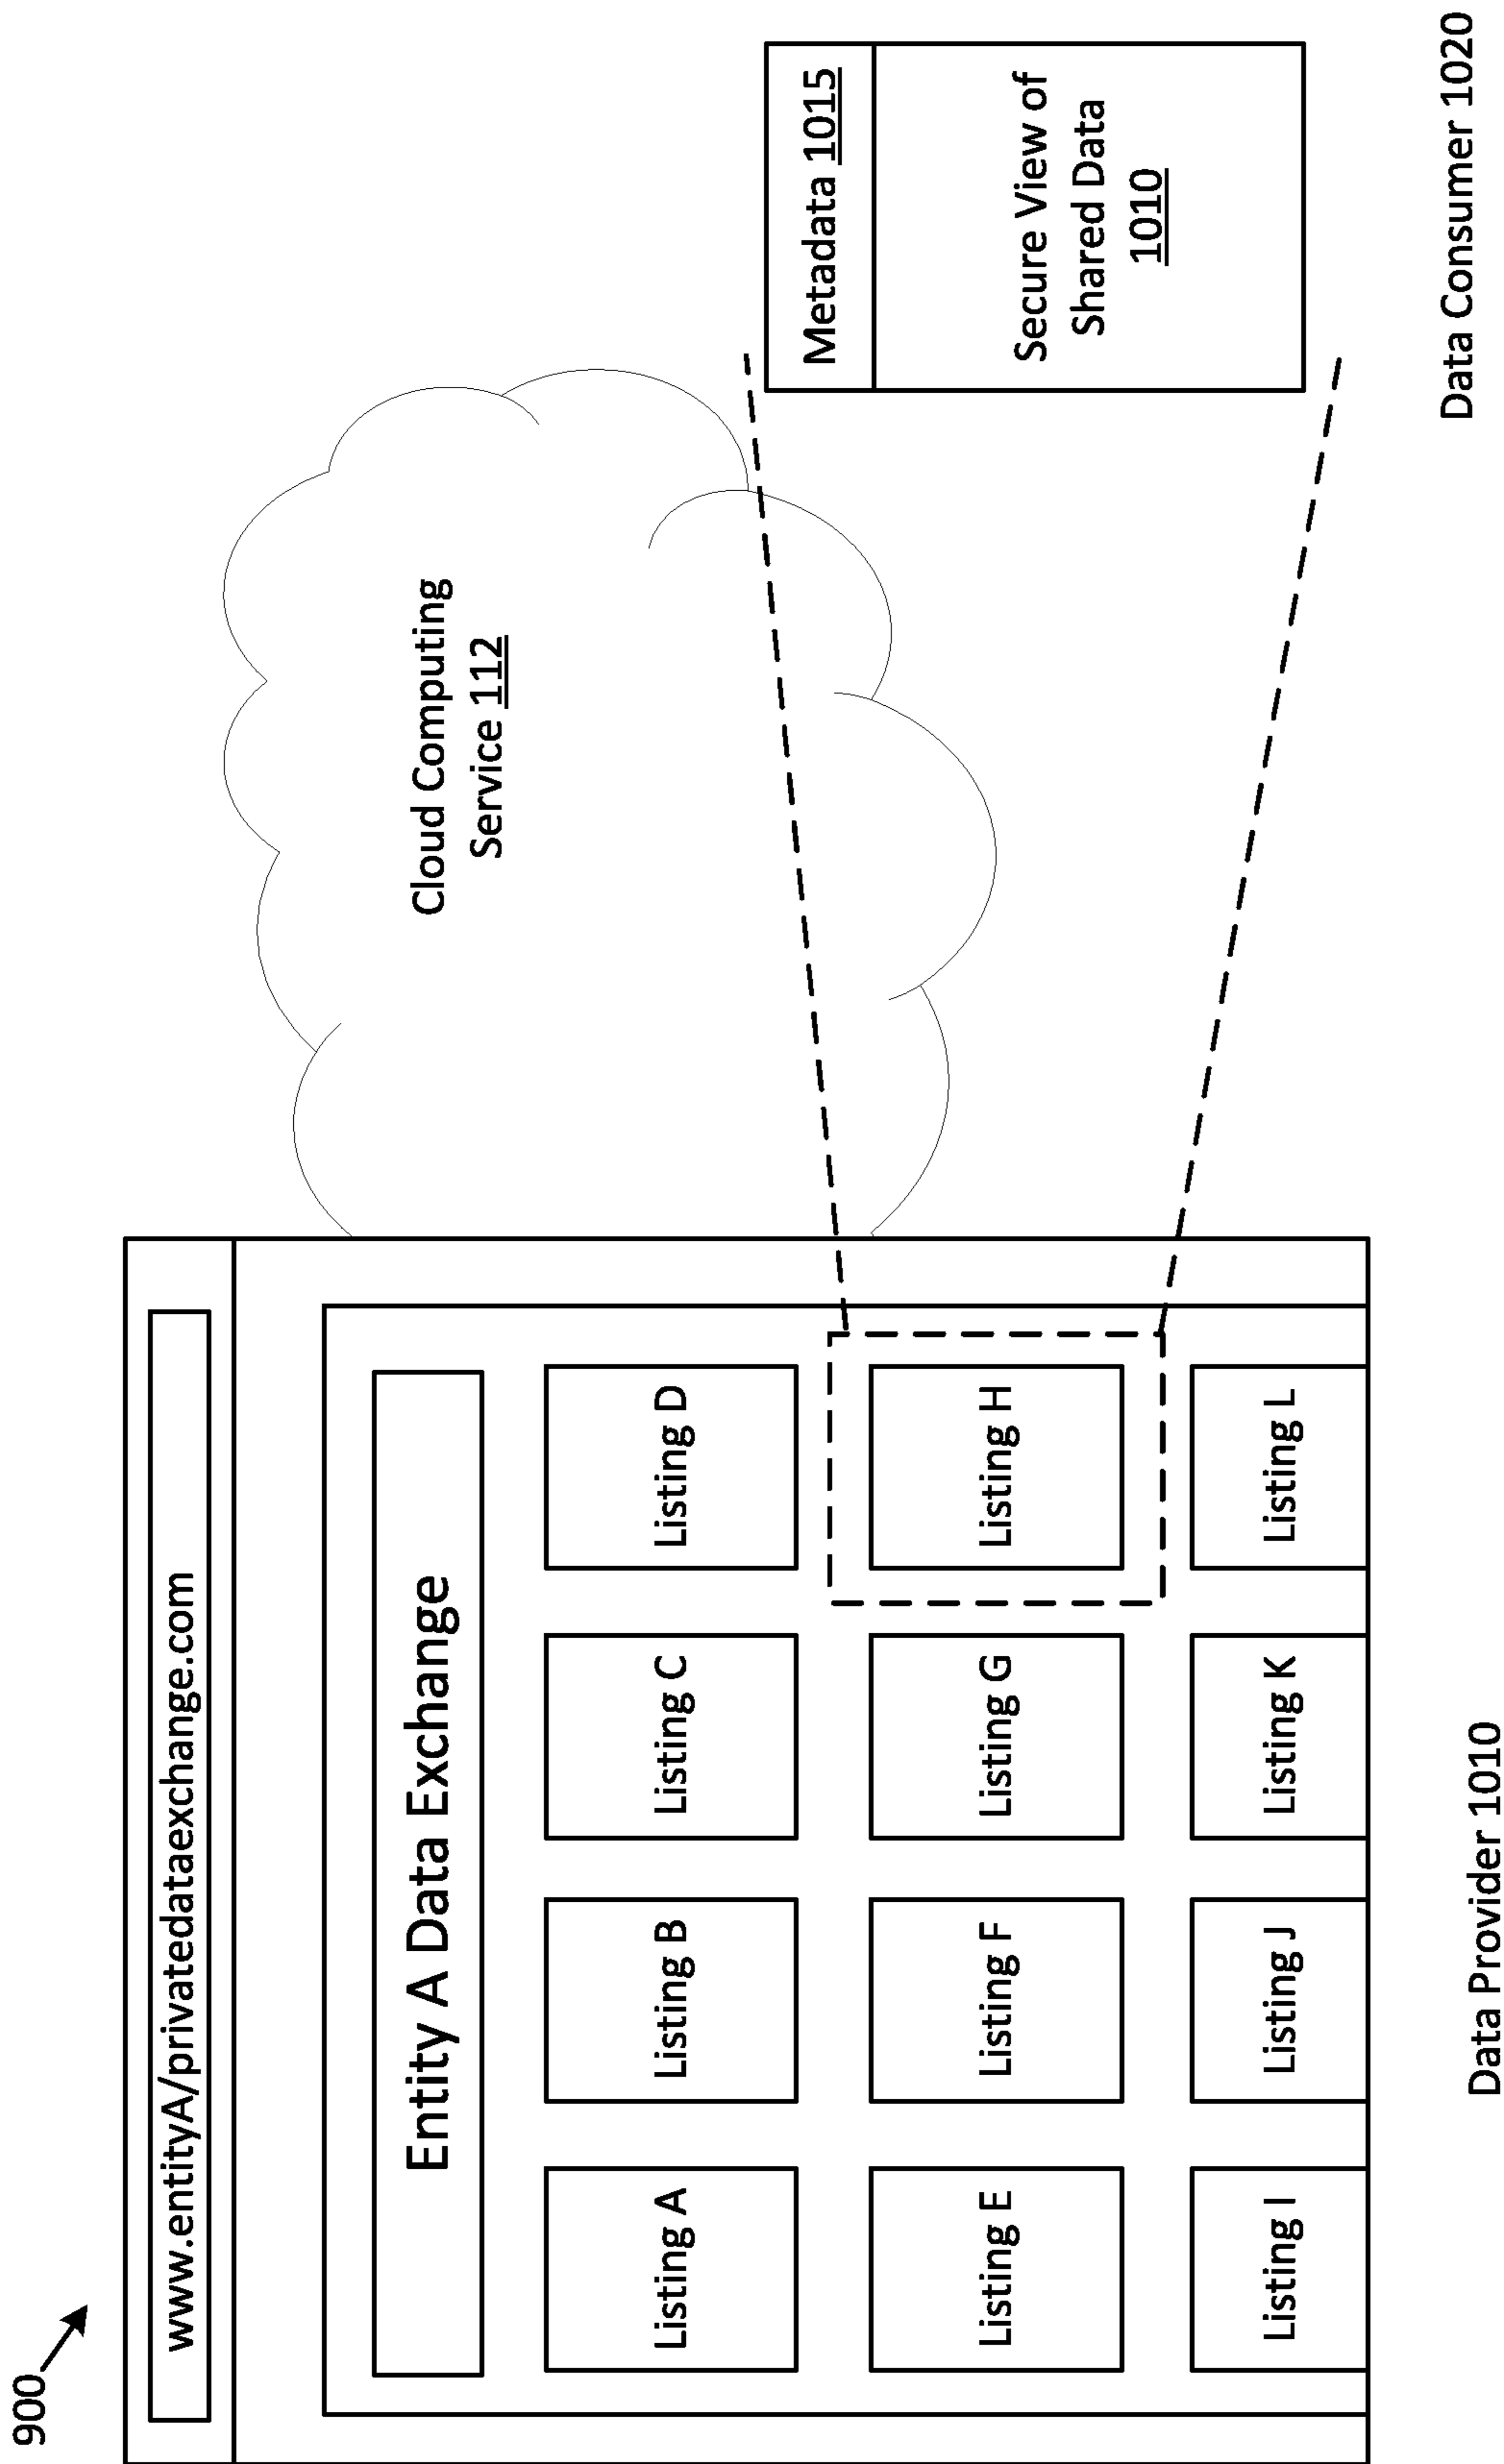 900
www.entityA/privatedataexchange.com
Entity A Data Exchange
Listing A
Listing B
Listing C
Listing D
Listing E
Listing F
Listing G
Listing H
Listing I
Listing J
Listing K
Listing L
Cloud Computing
Service 112
Metadata 1015
Secure View of
Shared Data
1010
Data Provider 1010
Data Consumer 1020